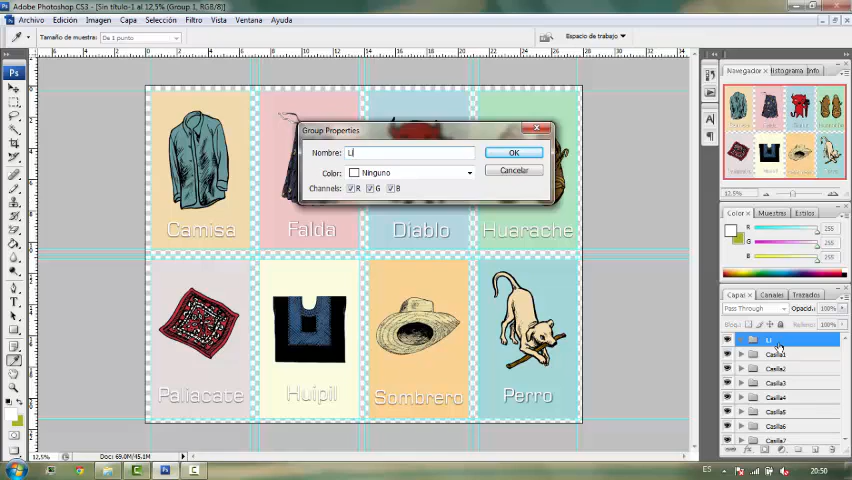 Adobe Photoshop CS3 - [Sin título-1 al 12,5% (Group 1, RGB/8)]
Archivo Edición Imagen Capa Selección Filtro Vista Ventana Ayuda
Tamaño de muestra: De 1 punto
Espacio de trabajo
Navegador Histograma Info
Camisa Falda Diablo Huarache
Paliacate Huipil Sombrero Perro
Group Properties
Nombre: LI
OK
Color: Ninguno
Cancelar
Channels: R G B
12,5%
Color Muestras Estilos
R 255
G 255
B 255
Capas Canales Trazados
Pass Through Opacid.: 100%
Bloq.: Relleno: 100%
LI
Casilla1
Casilla2
Casilla3
Casilla4
Casilla5
Casilla6
Casilla7
12,5% Doc: 69.0M/45.1M
ES 20:50